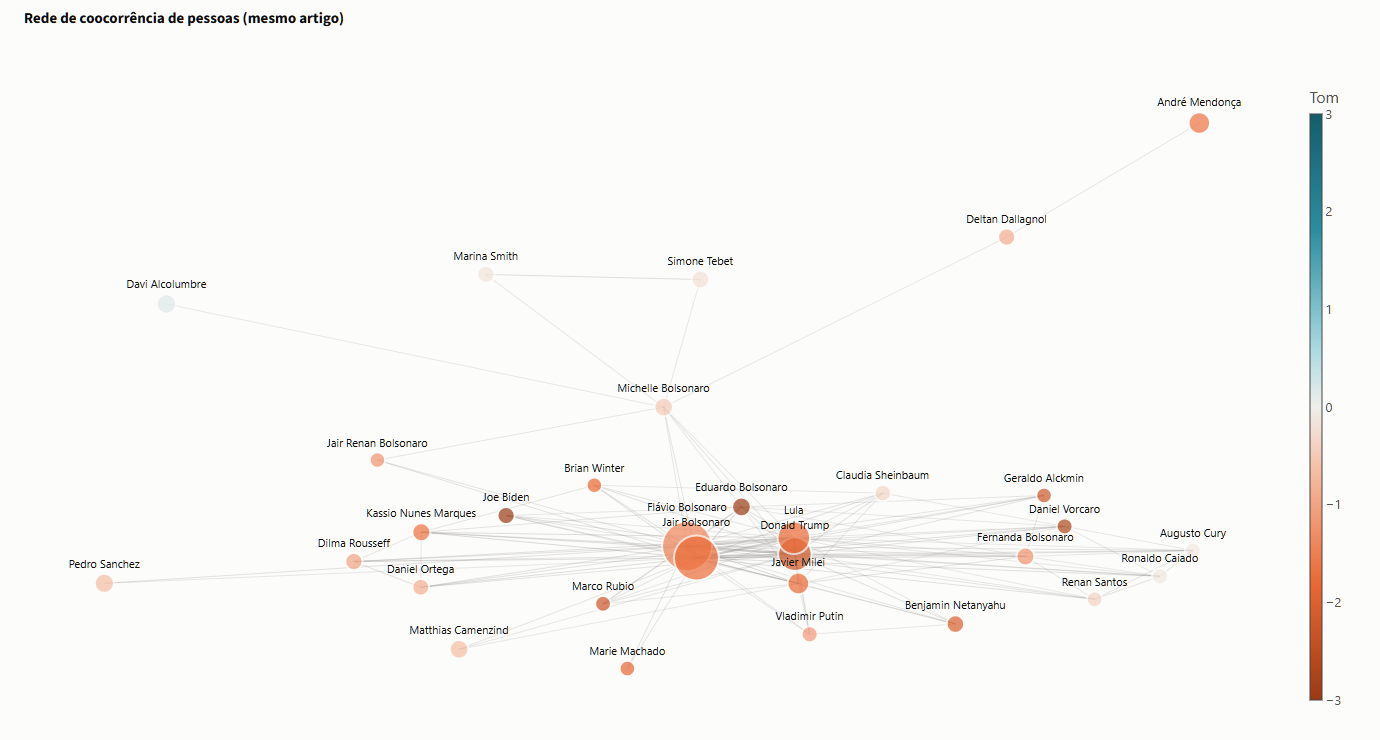 Rede de coocorrência de pessoas (mesmo artigo)
Tom
André Mendonça
3
2
Deltan Dallagnol
Marina Smith
Simone Tebet
Davi Alcolumbre
1
Michelle Bolsonaro
0
Jair Renan Bolsonaro
Brian Winter
Claudia Sheinbaum
Geraldo Alckmin
Eduardo Bolsonaro
Joe Biden
−1
Flávio Bolsonaro
Lula
Daniel Vorcaro
Kassio Nunes Marques
Jair Bolsonaro
Donald Trump
Augusto Cury
Fernanda Bolsonaro
Dilma Rousseff
Ronaldo Caiado
Pedro Sanchez
Javier Milei
Daniel Ortega
Renan Santos
Marco Rubio
−2
Benjamin Netanyahu
Vladimir Putin
Matthias Camenzind
Marie Machado
−3